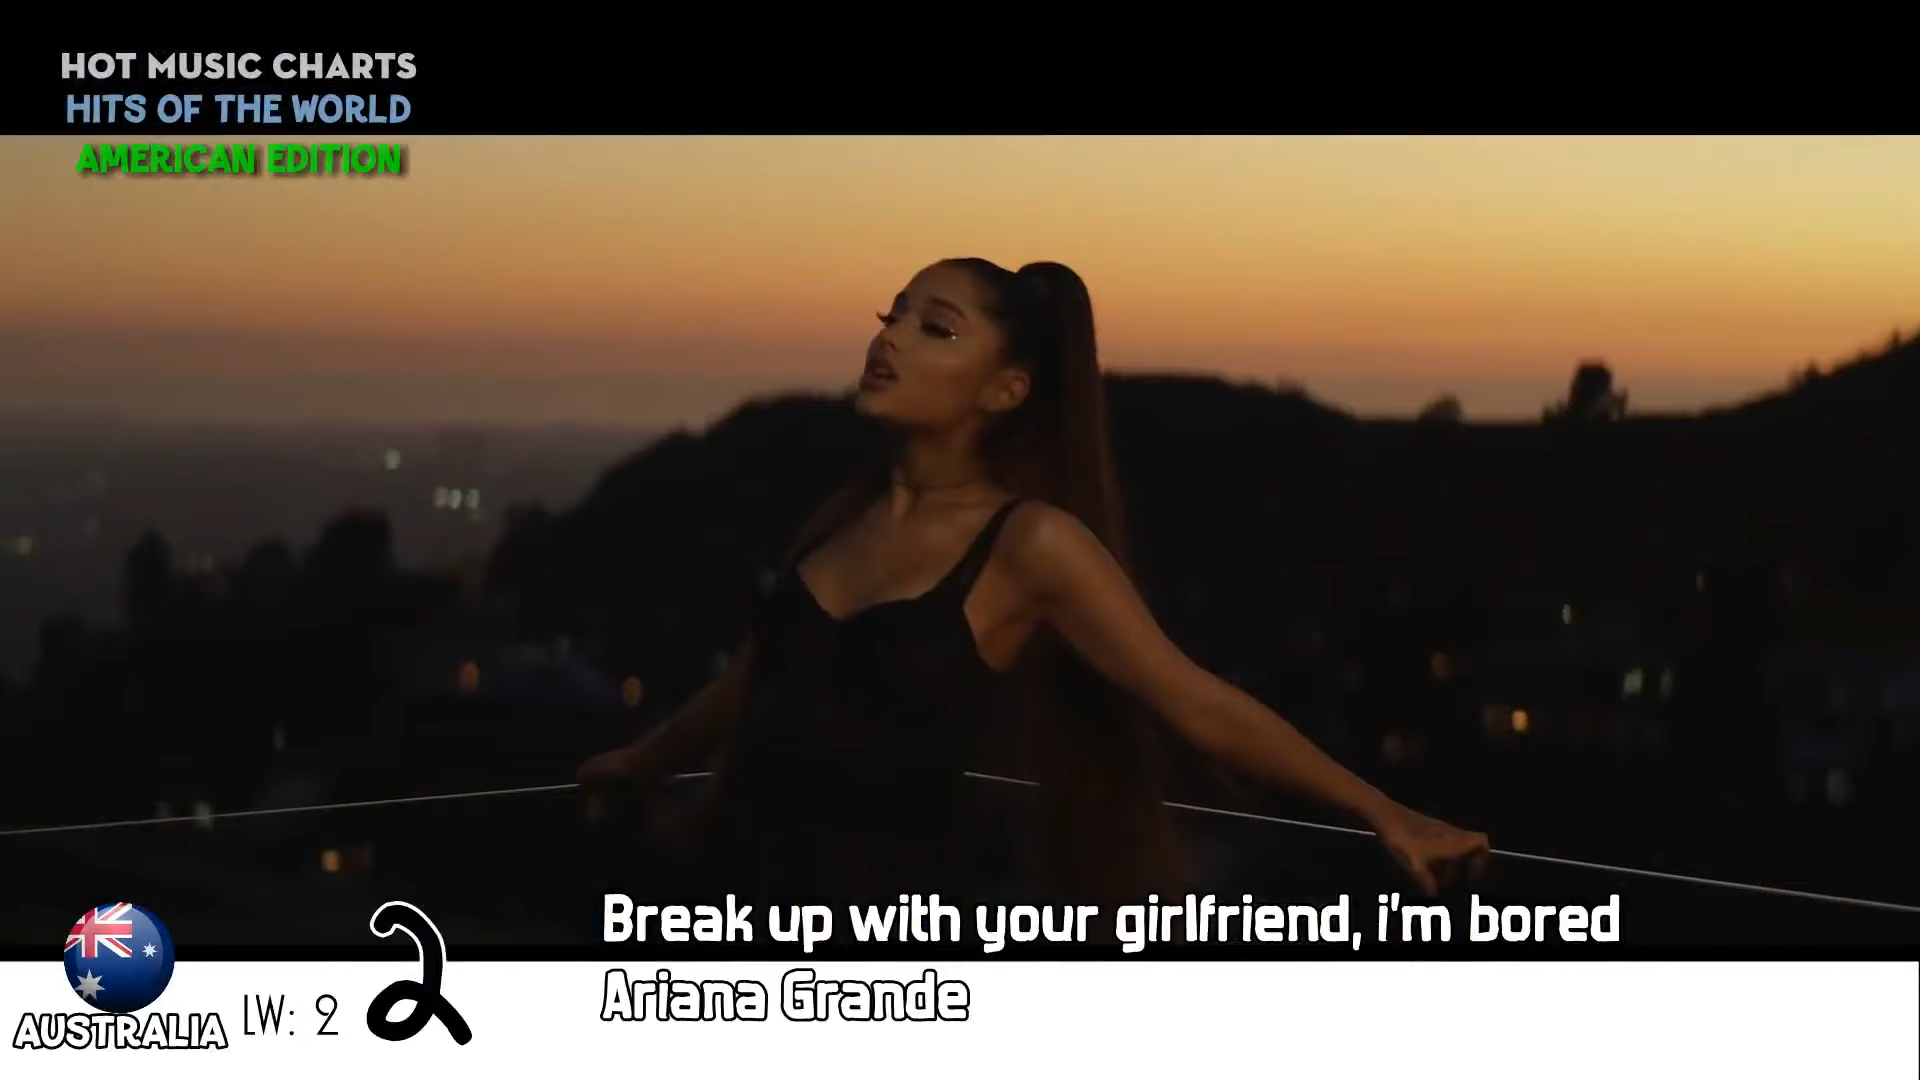 HOT MUSIC CHARTS
HITS OF THE WORLD
AMERICAN EDITION
Break up with your girlfriend, i'm bored
Ariana Grande
AUSTRALIA
LW: 2
2